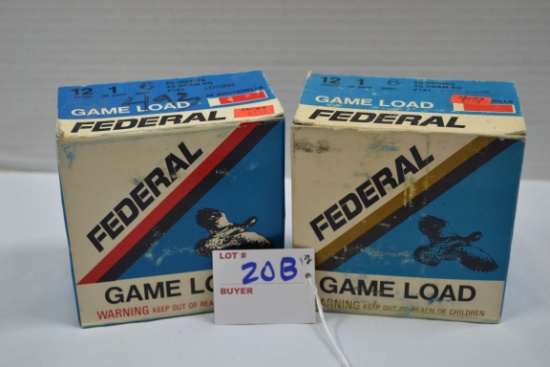 12 1 6
GAME LOAD
FEDERAL
FEDERAL
GAME LO
WARNING KEEP OUT OF REACH
12 1 6
GAME LOAD
FEDERAL
FEDERAL
GAME LOAD
WARNING KEEP OUT OF REACH OF CHILDREN
LOT #
20B
BUYER